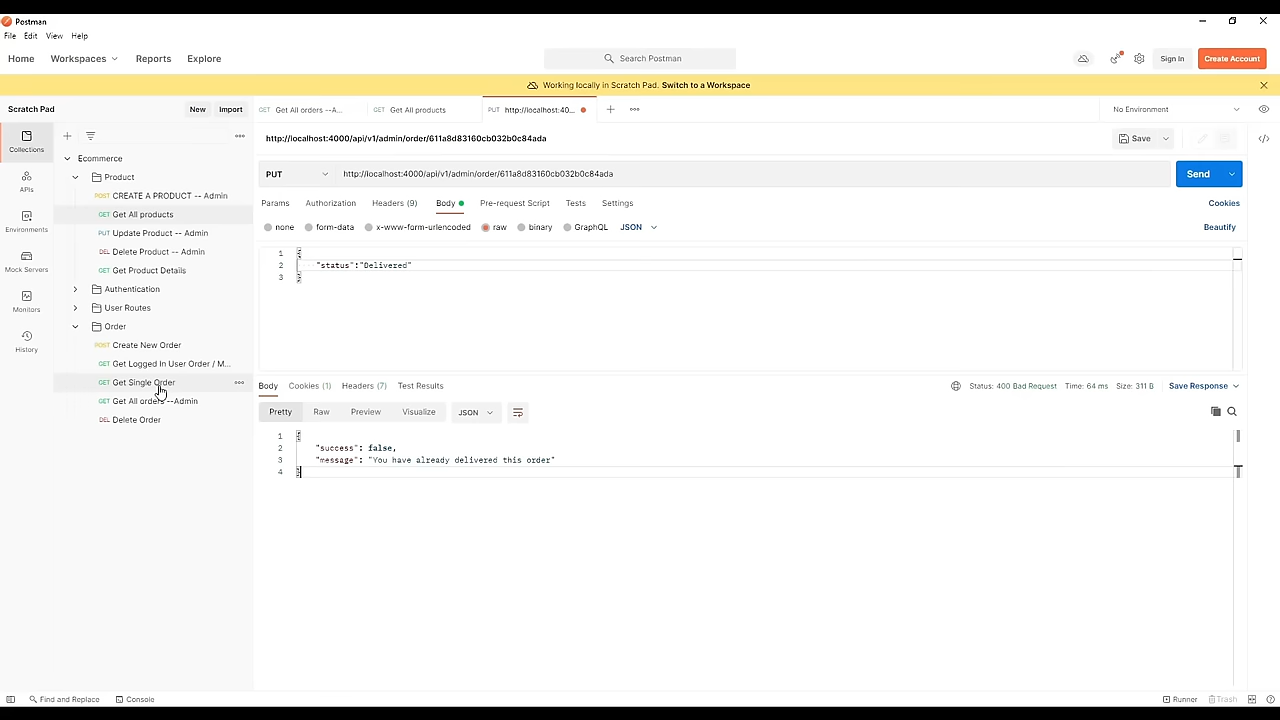 Postman
File Edit View Help
Home Workspaces Reports Explore Search Postman Sign In Create Account
Working locally in Scratch Pad. Switch to a Workspace
Scratch Pad New Import GET Get All orders --A... GET Get All products PUT http://localhost:40... No Environment
Collections
APIs
Environments
Mock Servers
Monitors
History
Ecommerce
Product
POST CREATE A PRODUCT -- Admin
GET Get All products
PUT Update Product -- Admin
DEL Delete Product -- Admin
GET Get Product Details
Authentication
User Routes
Order
POST Create New Order
GET Get Logged In User Order / M...
GET Get Single Order
GET Get All orders --Admin
DEL Delete Order
http://localhost:4000/api/v1/admin/order/611a8d83160cb032b0c84ada Save
PUT http://localhost:4000/api/v1/admin/order/611a8d83160cb032b0c84ada Send
Params Authorization Headers (9) Body Pre-request Script Tests Settings Cookies
none form-data x-www-form-urlencoded raw binary GraphQL JSON Beautify
1 {
2 "status":"Delivered"
3 }
Body Cookies (1) Headers (7) Test Results Status: 400 Bad Request Time: 64 ms Size: 311 B Save Response
Pretty Raw Preview Visualize JSON
1 {
2 "success": false,
3 "message": "You have already delivered this order"
4 }
Find and Replace Console Runner Trash